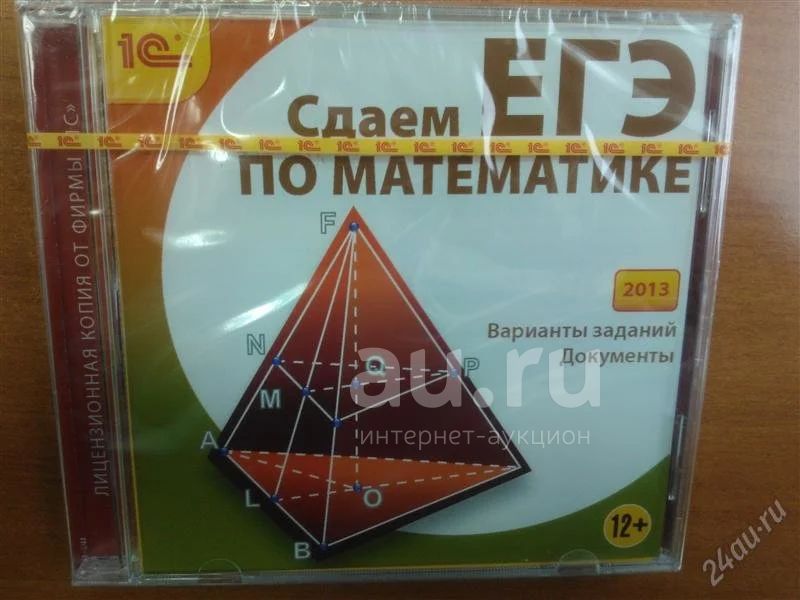 1С®
Сдаем ЕГЭ
ПО МАТЕМАТИКЕ
ЛИЦЕНЗИОННАЯ КОПИЯ ОТ ФИРМЫ «1С»
F
2013
Варианты заданий
Документы
N
Q
P
M
au.ru
интернет-аукцион
A
L
O
B
12+
24au.ru